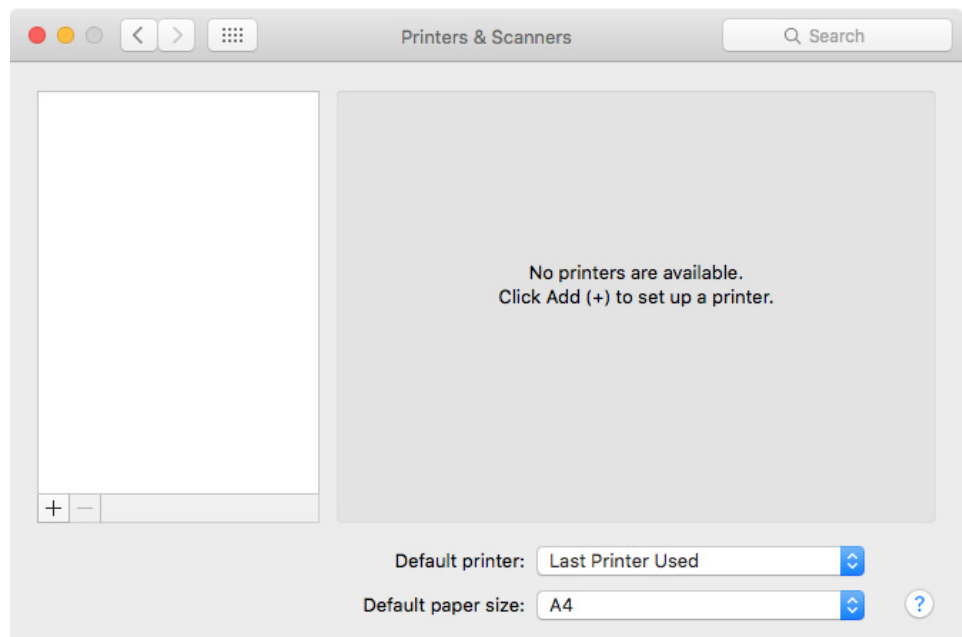 Printers & Scanners
Search
No printers are available.
Click Add (+) to set up a printer.
+ −
Default printer: Last Printer Used
Default paper size: A4 ?